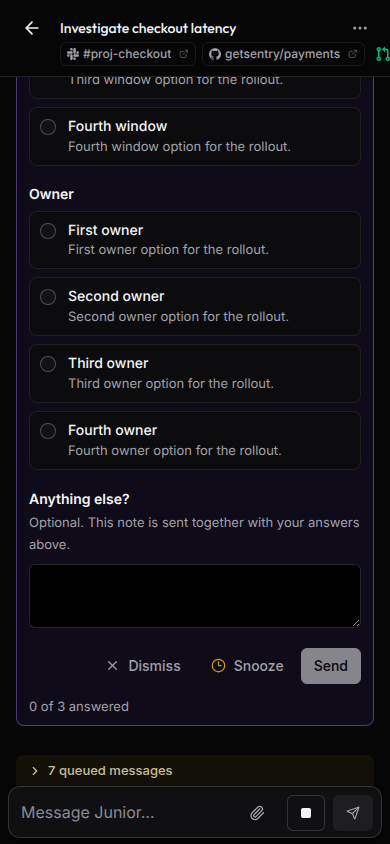 Investigate checkout latency
#proj-checkout
getsentry/payments
Third window option for the rollout.
Fourth window
Fourth window option for the rollout.
Owner
First owner
First owner option for the rollout.
Second owner
Second owner option for the rollout.
Third owner
Third owner option for the rollout.
Fourth owner
Fourth owner option for the rollout.
Anything else?
Optional. This note is sent together with your answers
above.
Dismiss
Snooze
Send
0 of 3 answered
7 queued messages
Message Junior...